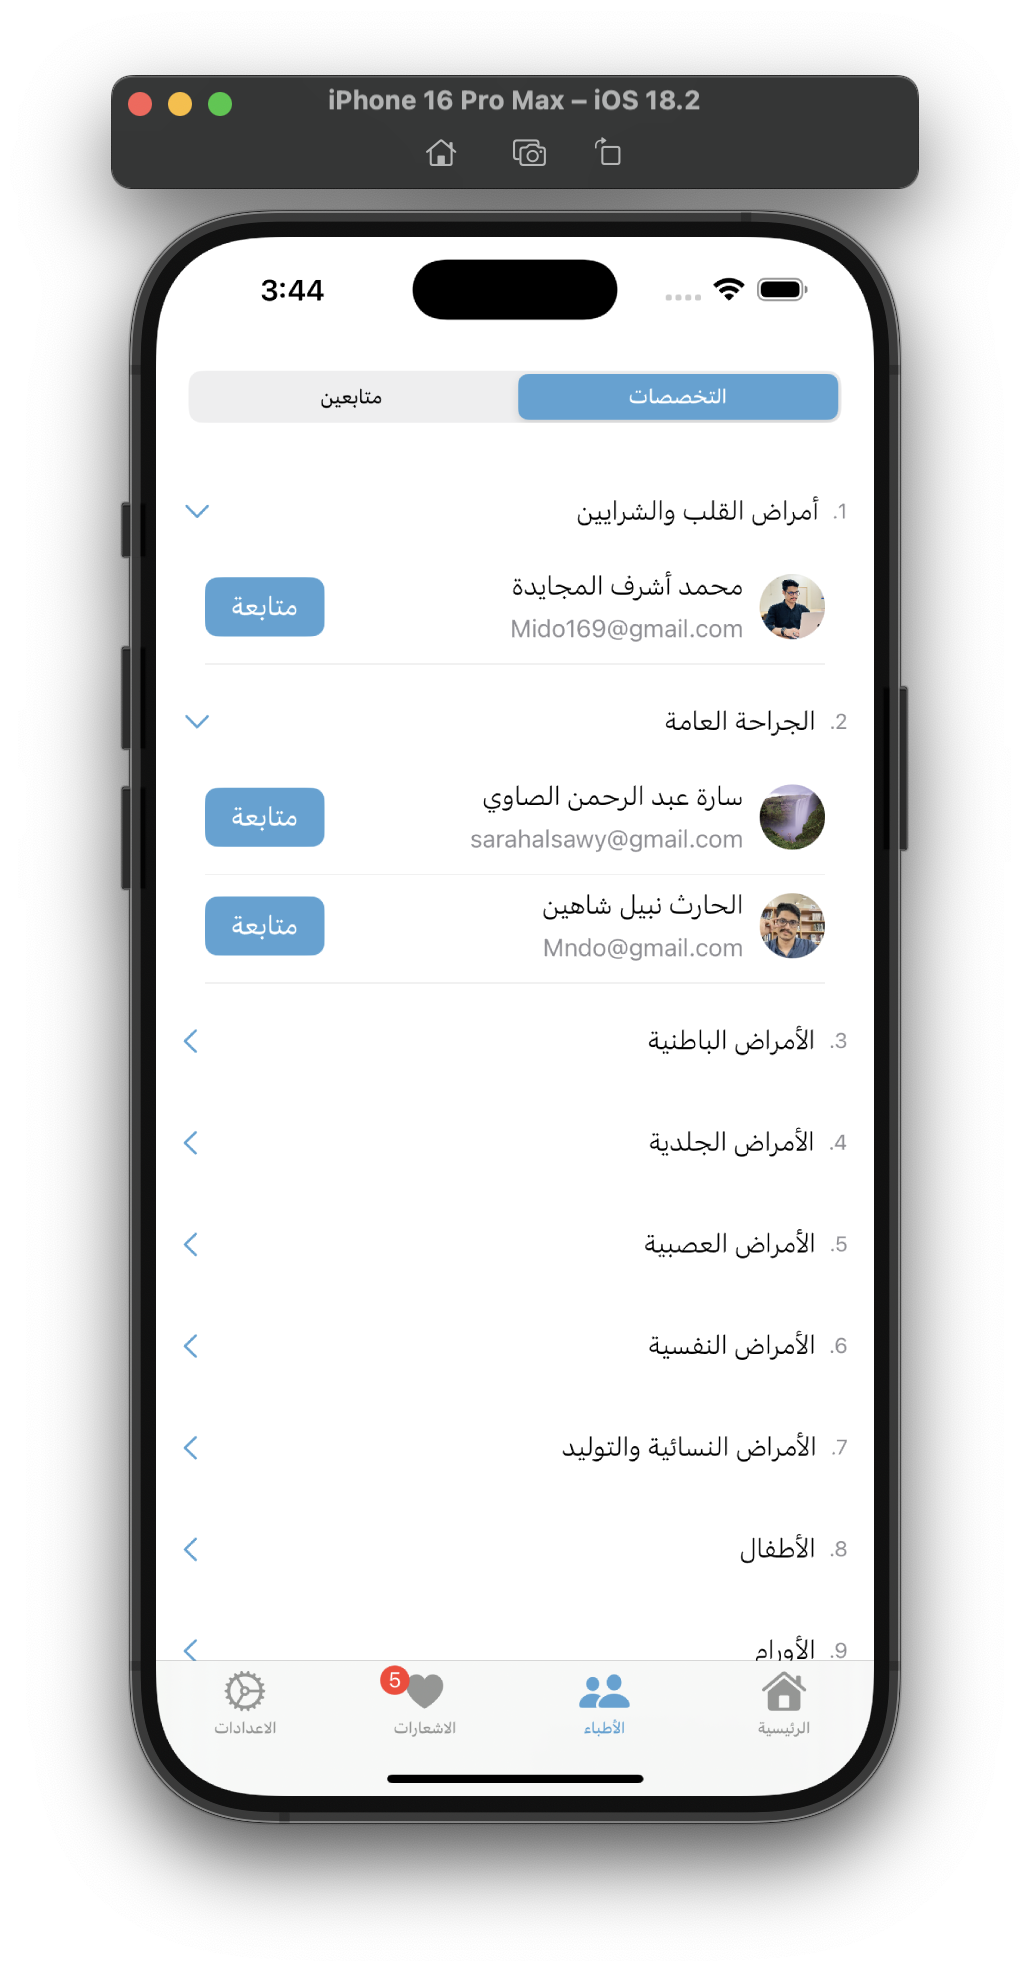 iPhone 16 Pro Max – iOS 18.2
3:44
التخصصات
متابعين
.1 أمراض القلب والشرايين
محمد أشرف المجايدة
Mido169@gmail.com
متابعة
.2 الجراحة العامة
سارة عبد الرحمن الصاوي
sarahalsawy@gmail.com
متابعة
الحارث نبيل شاهين
Mndo@gmail.com
متابعة
.3 الأمراض الباطنية
.4 الأمراض الجلدية
.5 الأمراض العصبية
.6 الأمراض النفسية
.7 الأمراض النسائية والتوليد
.8 الأطفال
.9 الأورام
الرئيسية
الأطباء
5
الاشعارات
الاعدادات